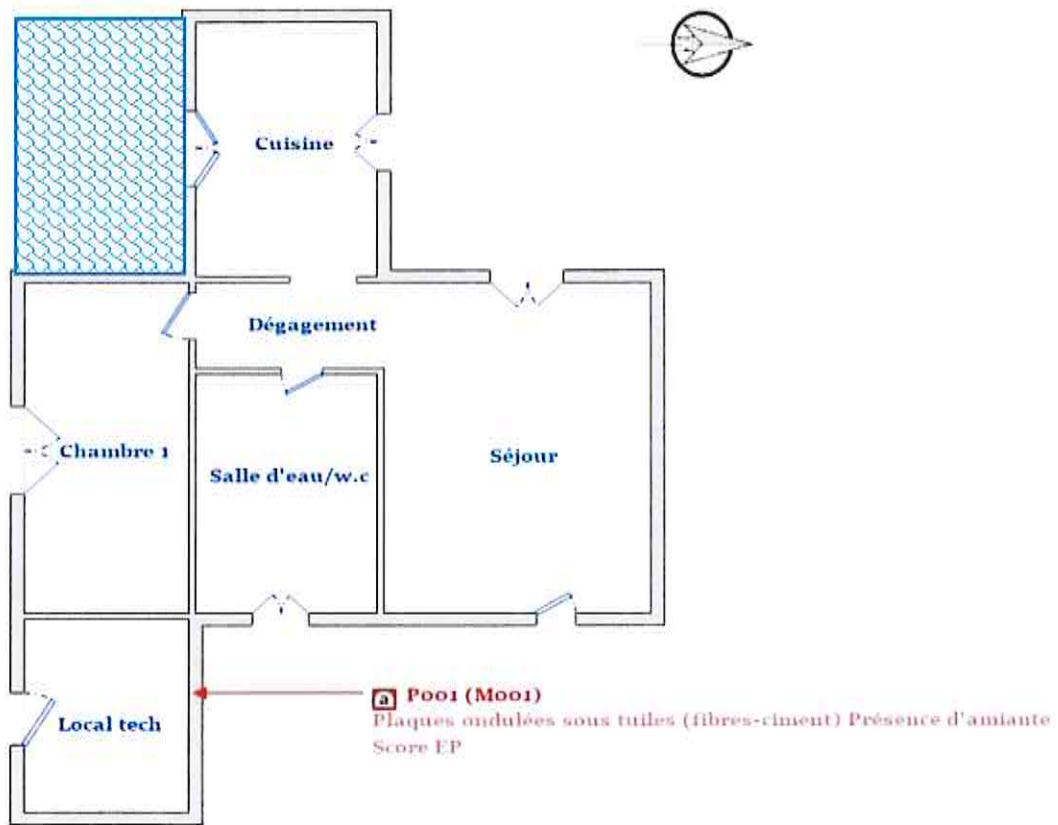 Cuisine
Dégagement
Chambre 1
Salle d'eau/w.c
Séjour
Local tech
a P001 (M001)
Plaques ondulées sous tuiles (fibres-ciment) Présence d'amiante
Score EP